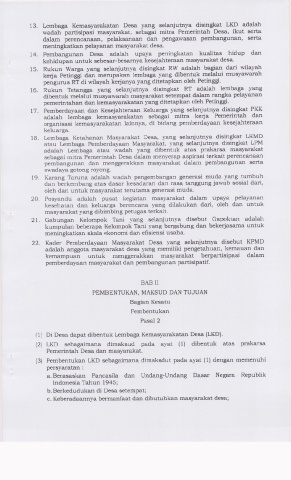 13. Lembaga Kemasyarakatan Desa yang selanjutnya disingkat LKD adalah
wadah partisipasi masyarakat, sebagai mitra Pemerintah Desa, ikut serta
dalam perencanaan, pelaksanaan dan pengawasan pembangunan, serta
meningkatkan pelayanan masyarakat desa.
14. Pembangunan Desa adalah upaya peningkatan kualitas hidup dan
kehidupan untuk sebesar-besarnya kesejahteraan masyarakat desa.
15. Rukun Warga yang selanjutnya disingkat RW adalah bagian dari wilayah
kerja Petinggi dan merupakan lembaga yang dibentuk melalui musyawarah
pengurus RT di wilayah kerjanya yang ditetapkan oleh Petinggi.
16. Rukun Tetangga yang selanjutnya disingkat RT adalah lembaga yang
dibentuk melalui musyawarah masyarakat setempat dalam rangka pelayanan
pemerintahan dan kemasyarakatan yang ditetapkan oleh Petinggi.
17. Pemberdayaan dan Kesejahteraan Keluarga yang selanjutnya disingkat PKK
adalah lembaga kemasyarakatan sebagai mitra kerja Pemerintah dan
organisasi kemasyarakatan lainnya, di bidang pemberdayaan kesejahteraan
keluarga.
18. Lembaga Ketahanan Masyarakat Desa, yang selanjutnya disingkat LKMD
atau Lembaga Pemberdayaan Masyarakat, yang selanjutnya disingkat LPM
adalah lembaga atau wadah yang dibentuk atas prakarsa masyarakat
sebagai mitra Pemerintah Desa dalam menyerap aspirasi terkait perencanaan
pembangunan dan menggerakkan masyarakat dalam pembangunan serta
swadaya gotong royong.
19. Karang Taruna adalah wadah pengembangan generasi muda yang tumbuh
dan berkembang atas dasar kesadaran dan rasa tanggung jawab sosial dari,
oleh dan untuk masyarakat terutama generasi muda.
20. Posyandu adalah pusat kegiatan masyarakat dalam upaya pelayanan
kesehatan dan keluarga berencana yang dilakukan dari, oleh dan untuk
masyarakat yang dibimbing petugas terkait.
21. Gabungan Kelompok Tani yang selanjutnya disebut Gapoktan adalah
kumpulan beberapa Kelompok Tani yang bergabung dan bekerjasama untuk
meningkatkan skala ekonomi dan efisiensi usaha.
22. Kader Pemberdayaan Masyarakat Desa yang selanjutnya disebut KPMD
adalah anggota masyarakat desa yang memiliki pengetahuan, kemauan dan
kemampuan untuk menggerakkan masyarakat berpartisipasi dalam
pemberdayaan masyarakat dan pembangunan partisipatif.
BAB II
PEMBENTUKAN, MAKSUD DAN TUJUAN
Bagian Kesatu
Pembentukan
Pasal 2
(1) Di Desa dapat dibentuk Lembaga Kemasyarakatan Desa (LKD).
(2) LKD sebagaimana dimaksud pada ayat (1) dibentuk atas prakarsa
Pemerintah Desa dan masyarakat.
(3) Pembentukan LKD sebagaimana dimaksud pada ayat (1) dengan memenuhi
persyaratan :
a. Berasaskan Pancasila dan Undang-Undang Dasar Negara Republik
Indonesia Tahun 1945;
b. Berkedudukan di Desa setempat;
c. Keberadaannya bermanfaat dan dibutuhkan masyarakat desa;